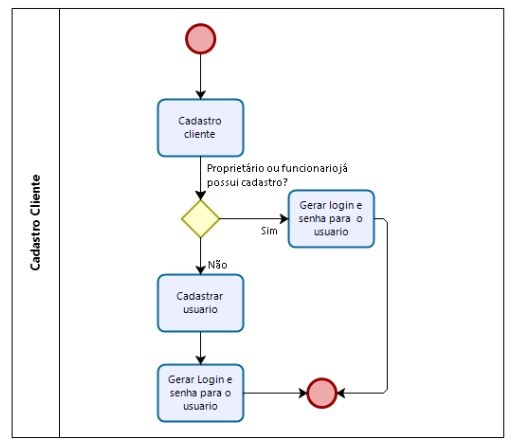 Cadastro Cliente
Cadastro
cliente
Proprietário ou funcionario já
possui cadastro?
Gerar login e
senha para o
usuario
Sim
Não
Cadastrar
usuario
Gerar Login e
senha para o
usuario